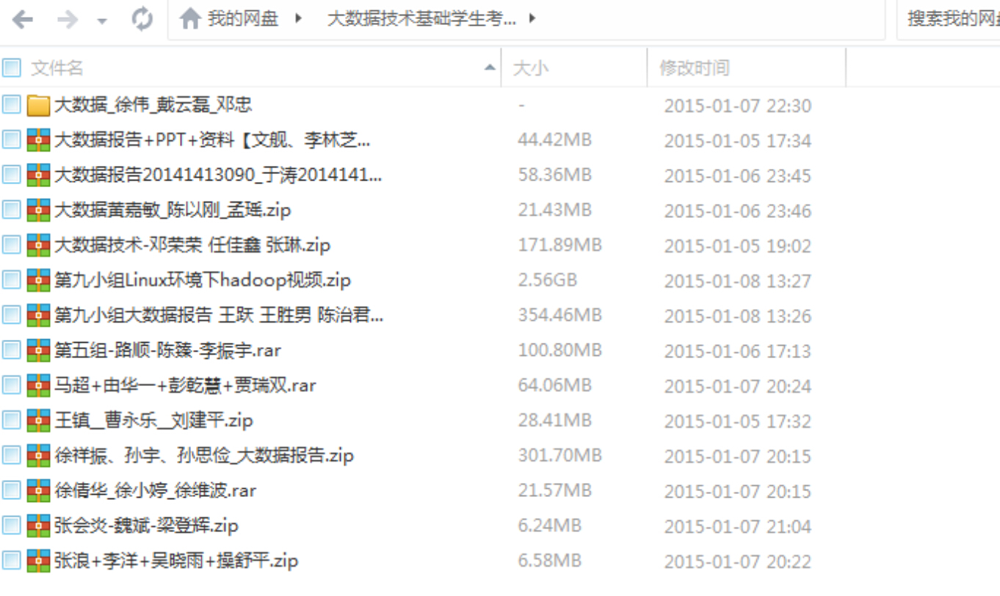 我的网盘 大数据技术基础学生考...
搜索我的网
文件名 大小 修改时间
大数据_徐伟_戴云磊_邓忠 - 2015-01-07 22:30
大数据报告+PPT+资料【文舰、李林芝... 44.42MB 2015-01-05 17:34
大数据报告20141413090_于涛2014141... 58.36MB 2015-01-06 23:45
大数据黄嘉敏_陈以刚_孟瑶.zip 21.43MB 2015-01-06 23:46
大数据技术-邓荣荣 任佳鑫 张琳.zip 171.89MB 2015-01-05 19:02
第九小组Linux环境下hadoop视频.zip 2.56GB 2015-01-08 13:27
第九小组大数据报告 王跃 王胜男 陈治君... 354.46MB 2015-01-08 13:26
第五组-路顺-陈臻-李振宇.rar 100.80MB 2015-01-06 17:13
马超+由华一+彭乾慧+贾瑞双.rar 64.06MB 2015-01-07 20:24
王镇__曹永乐__刘建平.zip 28.41MB 2015-01-05 17:32
徐祥振、孙宇、孙思俭_大数据报告.zip 301.70MB 2015-01-07 20:15
徐倩华_徐小婷_徐维波.rar 21.57MB 2015-01-07 20:15
张会炎-魏斌-梁登辉.zip 6.24MB 2015-01-07 21:04
张浪+李洋+吴晓雨+操舒平.zip 6.58MB 2015-01-07 20:22